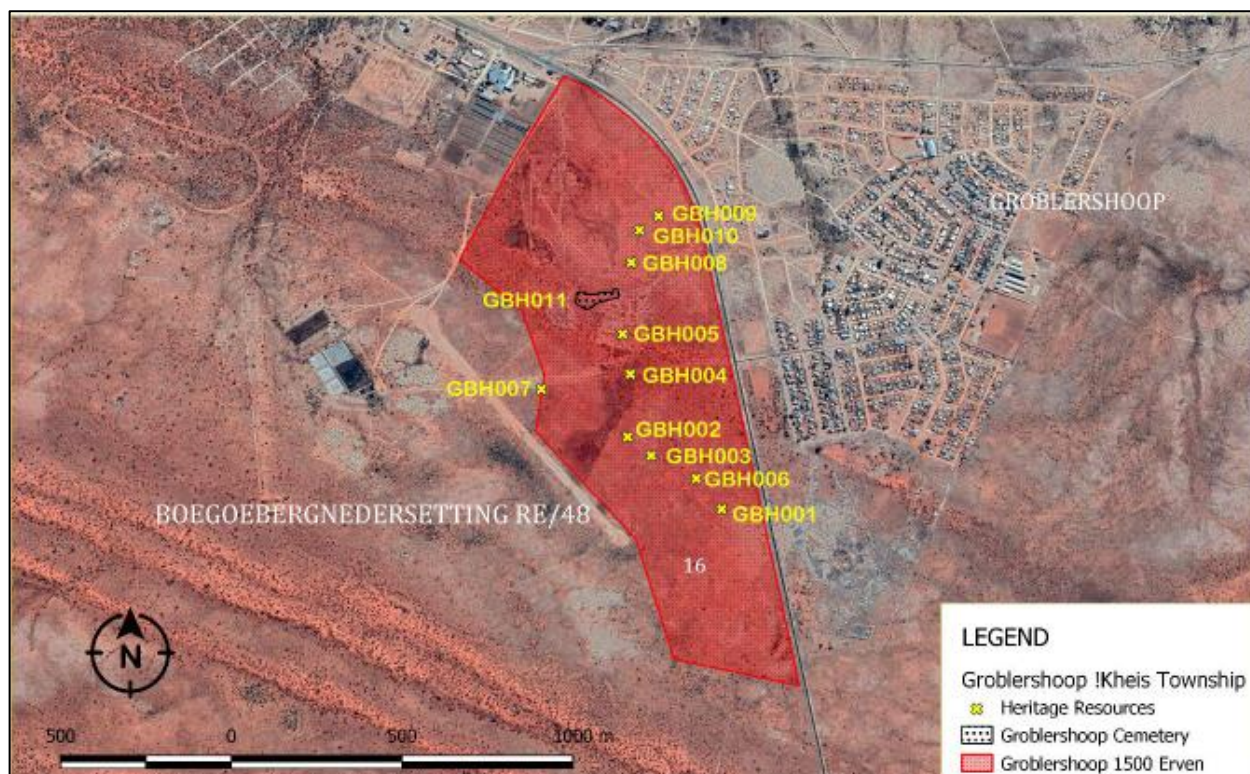 GROBLERSHOOP
GBH009
GBH010
GBH008
GBH011
GBH005
GBH004
GBH007
GBH002
GBH003
GBH006
GBH001
BOEGOEBERGNEDERSETTING RE/48
16
N
500 0 500 1000 m
LEGEND
Groblershoop !Kheis Township
Heritage Resources
Groblershoop Cemetery
Groblershoop 1500 Erven